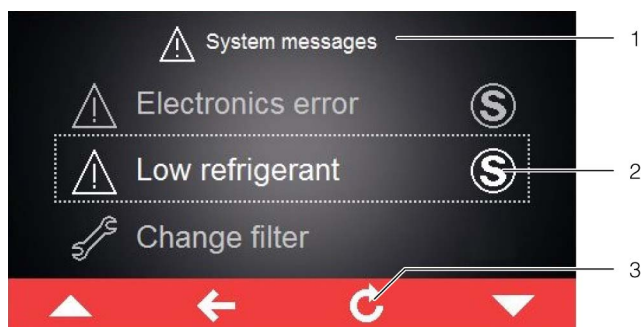 System messages 1
Electronics error S
Low refrigerant S 2
Change filter
3